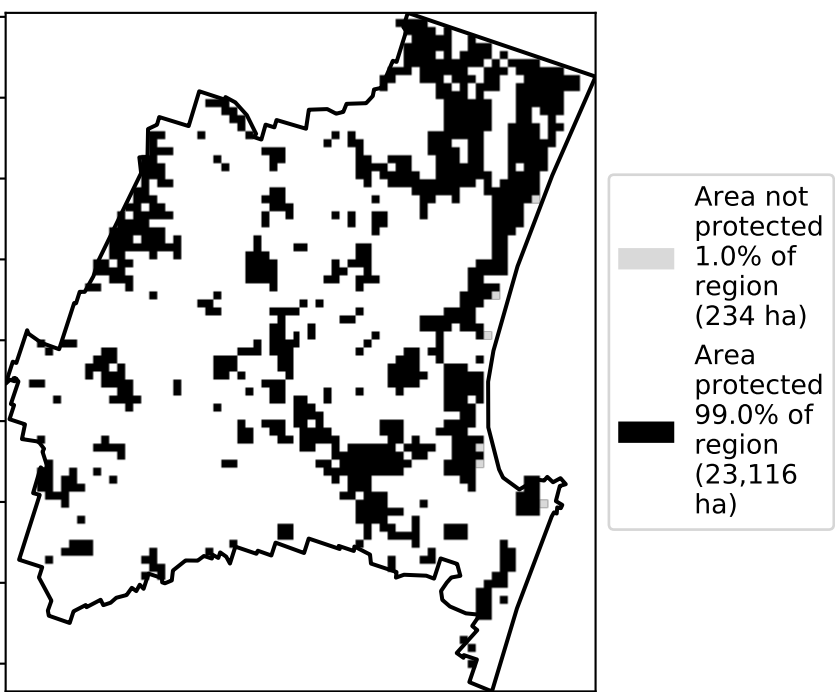 Area not
protected
1.0% of
region
(234 ha)
Area
protected
99.0% of
region
(23,116
ha)